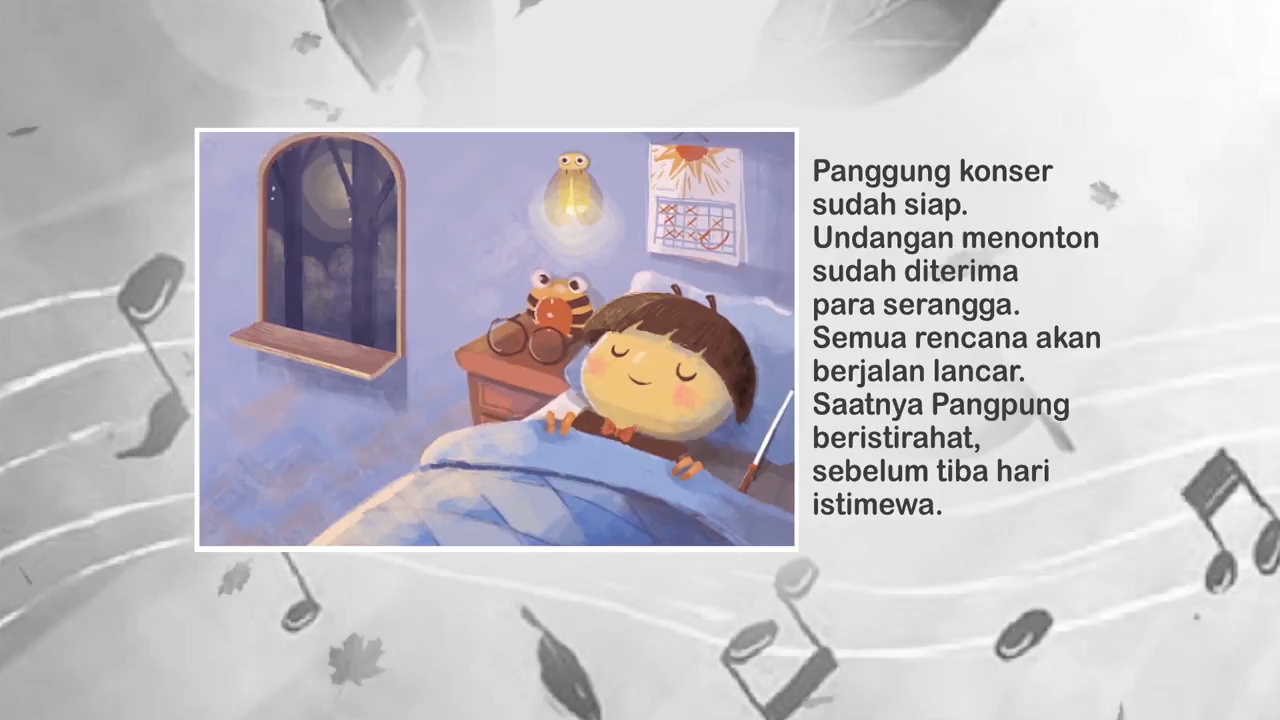 Panggung konser
sudah siap.
Undangan menonton
sudah diterima
para serangga.
Semua rencana akan
berjalan lancar.
Saatnya Pangpung
beristirahat,
sebelum tiba hari
istimewa.